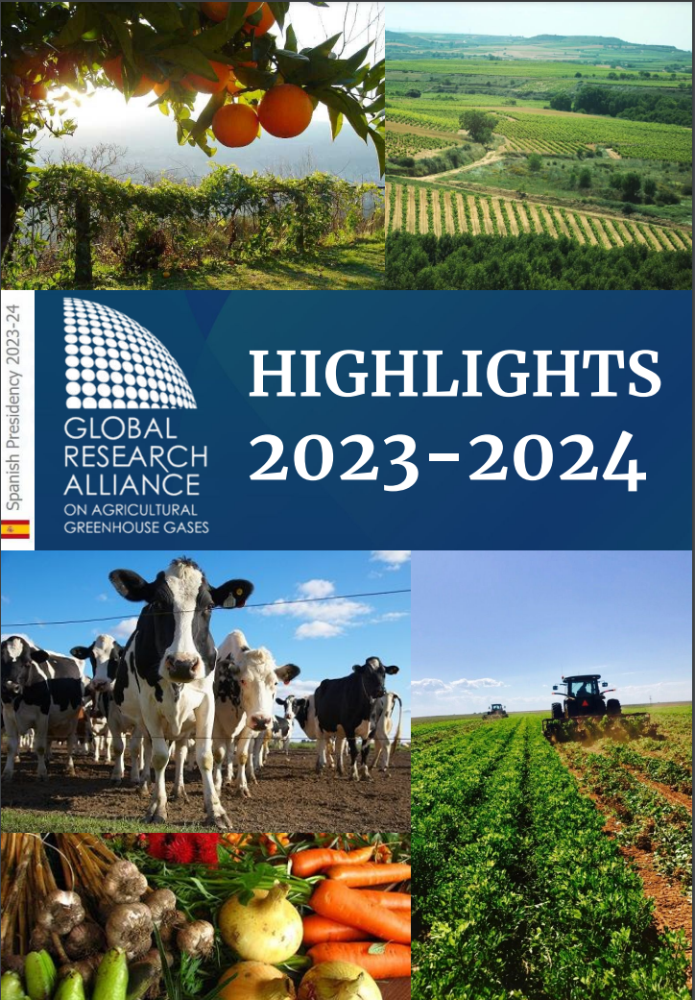 Spanish Presidency 2023-24
GLOBAL
RESEARCH
ALLIANCE
ON AGRICULTURAL
GREENHOUSE GASES
HIGHLIGHTS
2023-2024